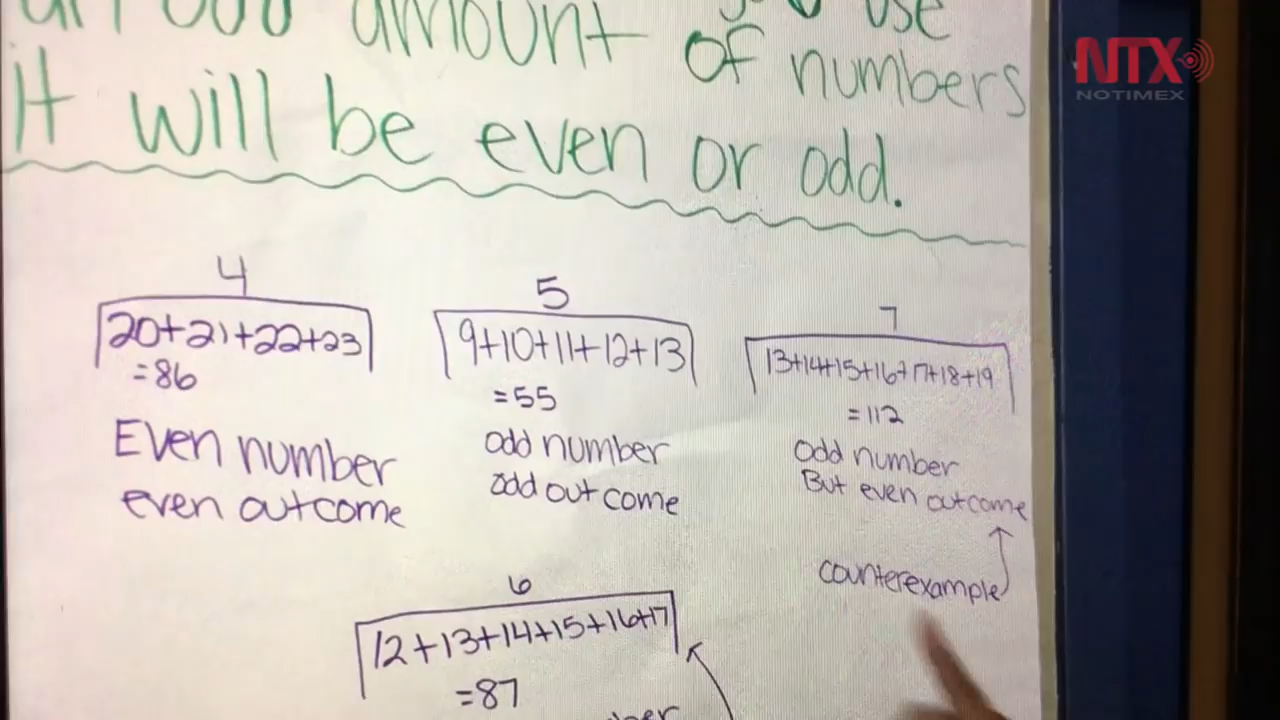 amount of use
numbers
it will be even or odd.
NTX
NOTIMEX
4
20+21+22+23
=86
Even number
even outcome
5
9+10+11+12+13
=55
odd number
odd outcome
7
13+14+15+16+17+18+19
=112
odd number
But even outcome
counterexample
6
12+13+14+15+16+17
=87